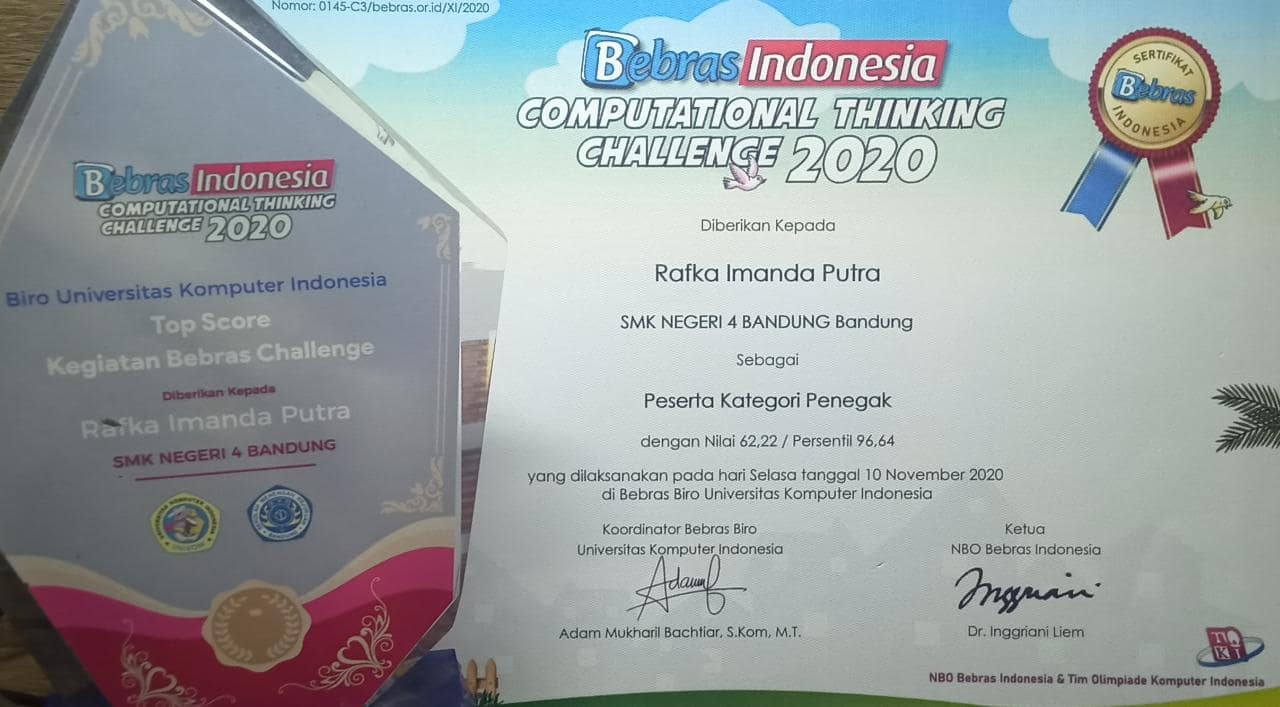 Bebras Indonesia
COMPUTATIONAL THINKING
CHALLENGE 2020
Biro Universitas Komputer Indonesia
Top Score
Kegiatan Bebras Challenge
Diberikan Kepada
Rafka Imanda Putra
SMK NEGERI 4 BANDUNG
Nomor: 0145-C3/bebras.or.id/XI/2020
Bebras Indonesia
COMPUTATIONAL THINKING
CHALLENGE 2020
SERTIFIKAT
Bebras
INDONESIA
Diberikan Kepada
Rafka Imanda Putra
SMK NEGERI 4 BANDUNG Bandung
Sebagai
Peserta Kategori Penegak
dengan Nilai 62,22 / Persentil 96,64
yang dilaksanakan pada hari Selasa tanggal 10 November 2020
di Bebras Biro Universitas Komputer Indonesia
Koordinator Bebras Biro
Universitas Komputer Indonesia
Adam Mukharil Bachtiar, S.Kom, M.T.
Ketua
NBO Bebras Indonesia
Inggriani
Dr. Inggriani Liem
TOKI
NBO Bebras Indonesia & Tim Olimpiade Komputer Indonesia